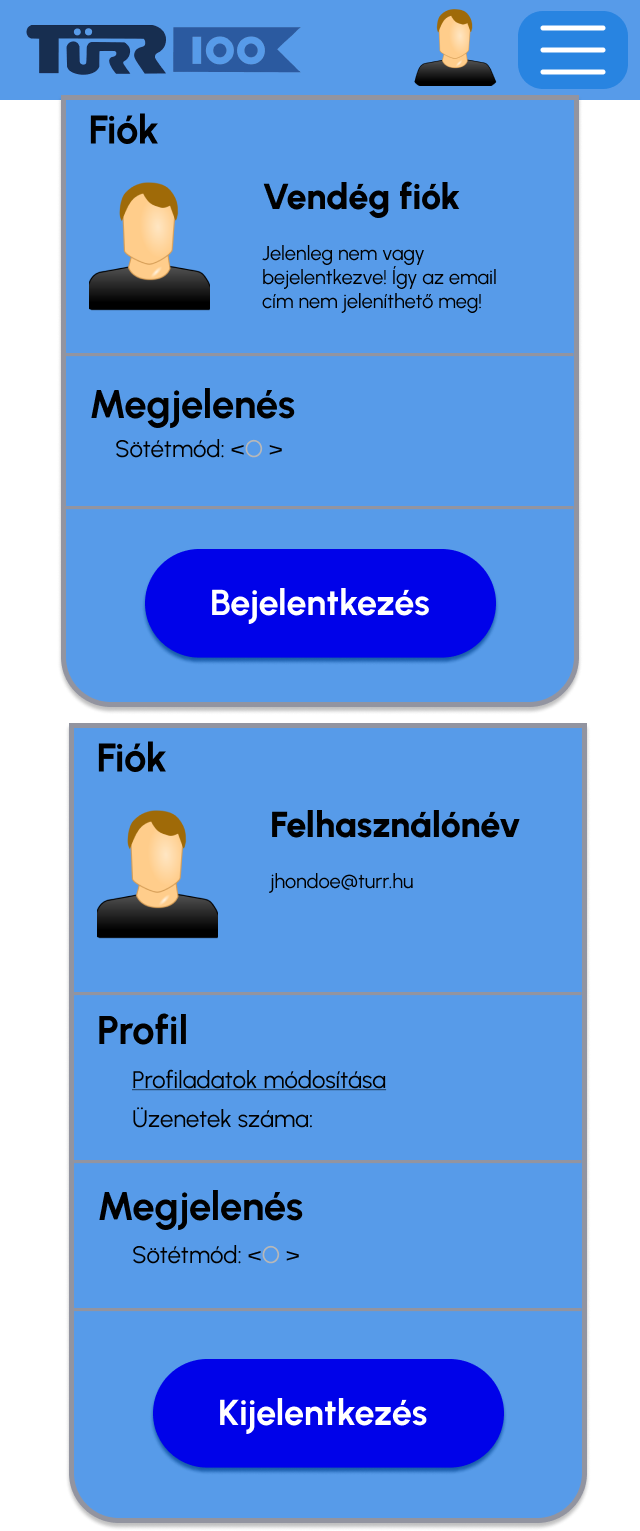 TÜRR 100
Fiók
Vendég fiók
Jelenleg nem vagy
bejelentkezve! Így az email
cím nem jeleníthető meg!
Megjelenés
Sötétmód: <O >
Bejelentkezés
Fiók
Felhasználónév
jhondoe@turr.hu
Profil
Profiladatok módosítása
Üzenetek száma:
Megjelenés
Sötétmód: <O >
Kijelentkezés